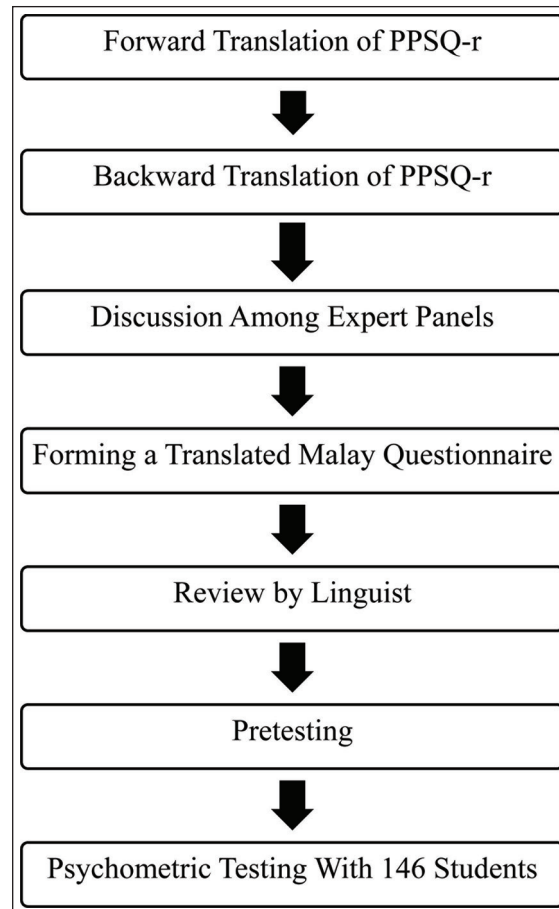 Forward Translation of PPSQ-r
Backward Translation of PPSQ-r
Discussion Among Expert Panels
Forming a Translated Malay Questionnaire
Review by Linguist
Pretesting
Psychometric Testing With 146 Students